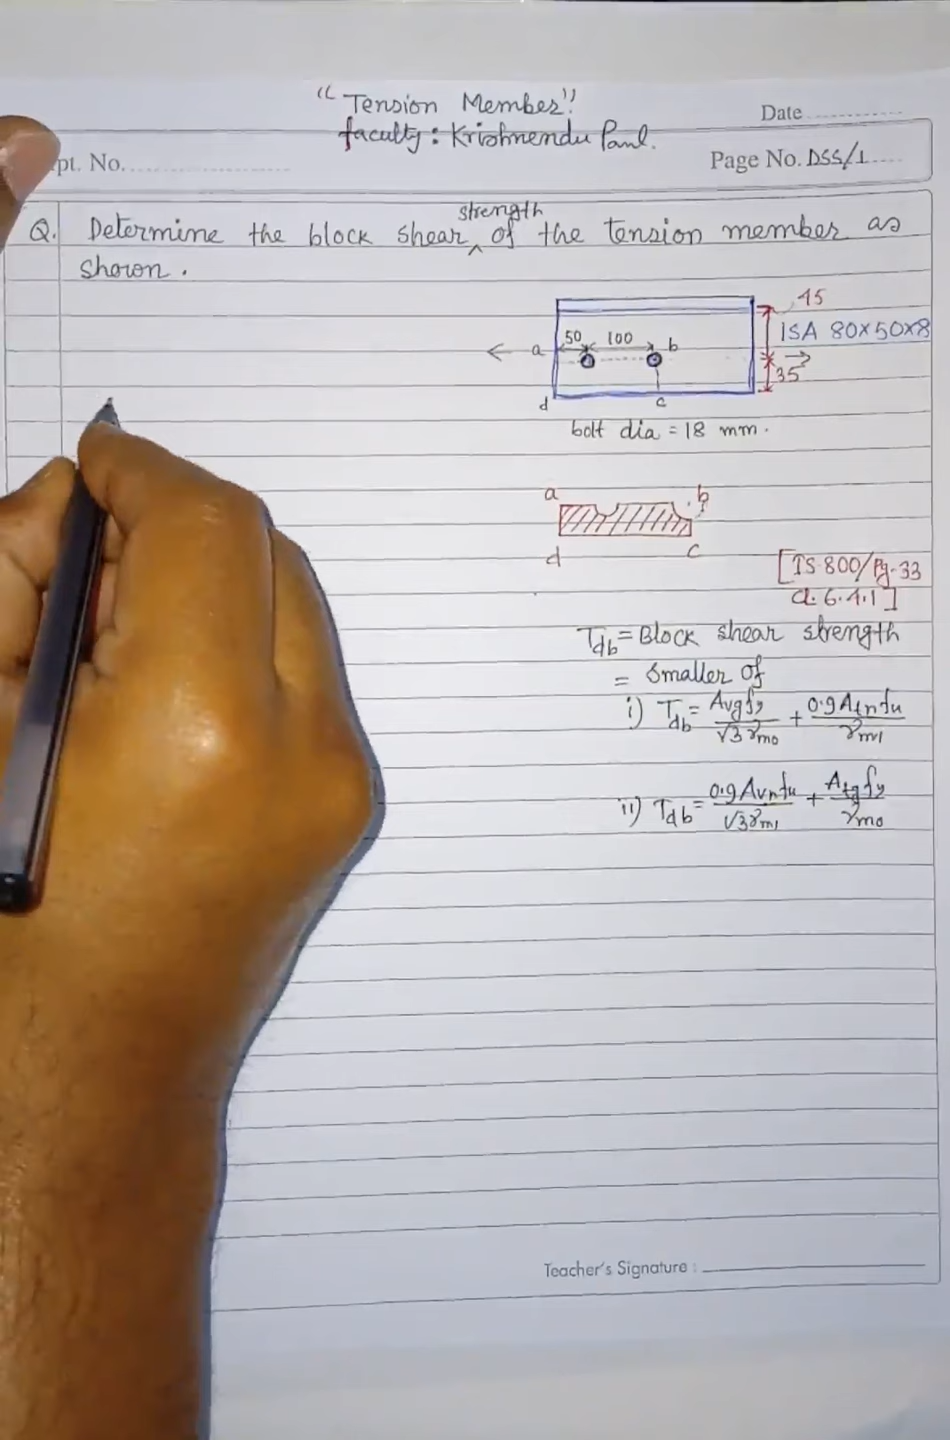 "Tension Member"
faculty: Krishnendu Paul.
Date
pt. No.
Page No. DSS/1
strength
Q. Determine the block shear ^ of the tension member as
shown.
45
50 100
ISA 80×50×8
a b
35
d c
bolt dia = 18 mm.
a b
d c
[IS-800/Pg-33
Cl. 6.4.1]
Tdb = Block shear strength
= smaller of
i) Tdb = Avg fy / √3 γm0 + 0.9 Atn fu / γm1
ii) Tdb = 0.9 Avn fu / √3 γm1 + Atg fy / γm0
Teacher's Signature :